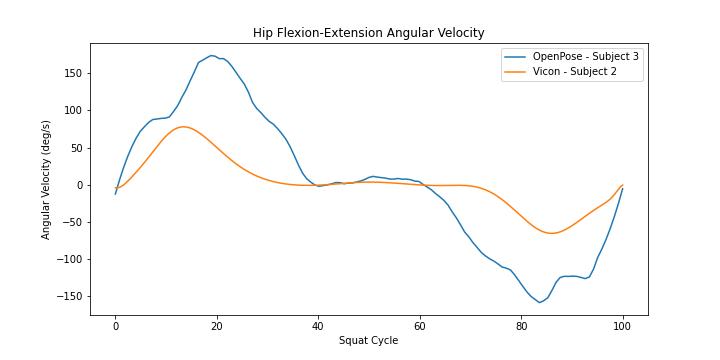 Hip Flexion-Extension Angular Velocity
OpenPose - Subject 3
Vicon - Subject 2
Angular Velocity (deg/s)
150
100
50
0
−50
−100
−150
0 20 40 60 80 100
Squat Cycle